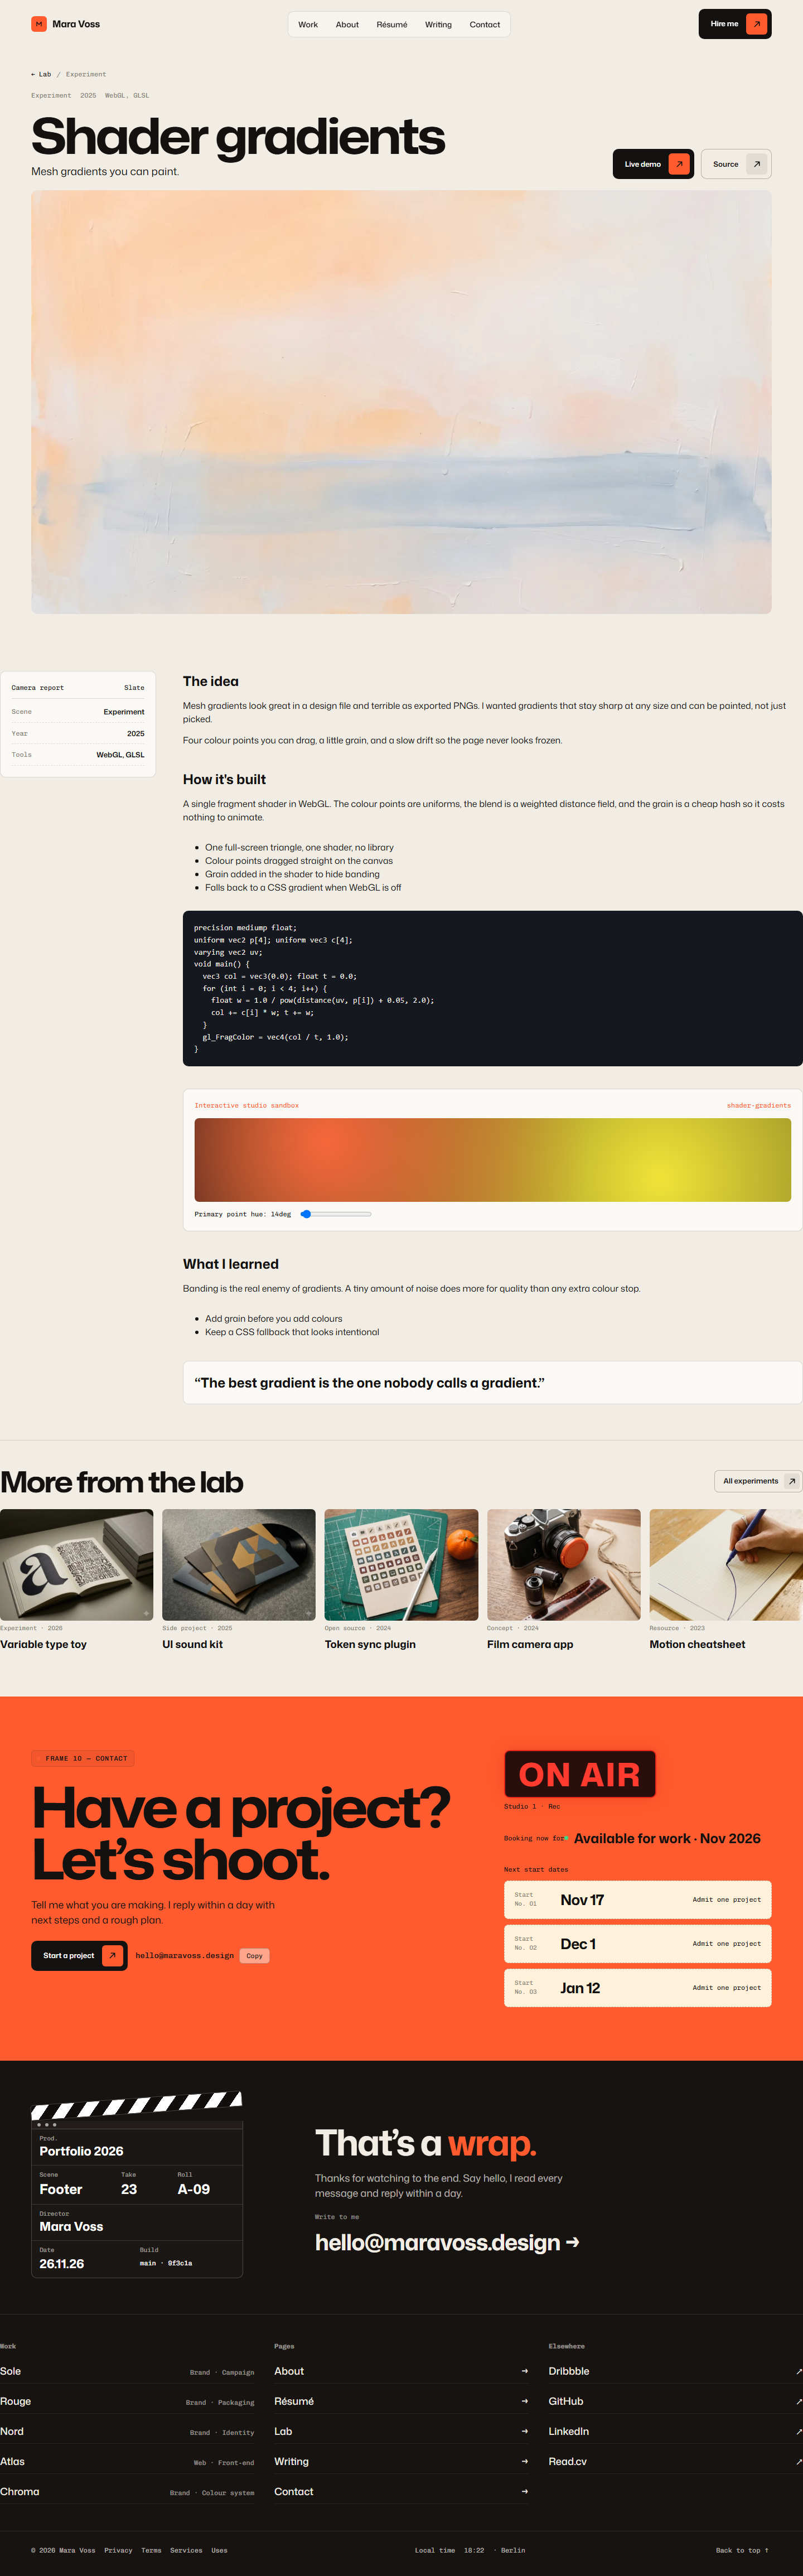 M Mara Voss
Work About Résumé Writing Contact
Hire me
← Lab / Experiment
Experiment 2025 WebGL, GLSL
Shader gradients
Mesh gradients you can paint.
Live demo
Source
Camera report Slate
Scene Experiment
Year 2025
Tools WebGL, GLSL
The idea
Mesh gradients look great in a design file and terrible as exported PNGs. I wanted gradients that stay sharp at any size and can be painted, not just
picked.
Four colour points you can drag, a little grain, and a slow drift so the page never looks frozen.
How it's built
A single fragment shader in WebGL. The colour points are uniforms, the blend is a weighted distance field, and the grain is a cheap hash so it costs
nothing to animate.
• One full-screen triangle, one shader, no library
• Colour points dragged straight on the canvas
• Grain added in the shader to hide banding
• Falls back to a CSS gradient when WebGL is off
precision mediump float;
uniform vec2 p[4]; uniform vec3 c[4];
varying vec2 uv;
void main() {
  vec3 col = vec3(0.0); float t = 0.0;
  for (int i = 0; i < 4; i++) {
    float w = 1.0 / pow(distance(uv, p[i]) + 0.05, 2.0);
    col += c[i] * w; t += w;
  }
  gl_FragColor = vec4(col / t, 1.0);
}
Interactive studio sandbox shader-gradients
Primary point hue: 14deg
What I learned
Banding is the real enemy of gradients. A tiny amount of noise does more for quality than any extra colour stop.
• Add grain before you add colours
• Keep a CSS fallback that looks intentional
“The best gradient is the one nobody calls a gradient.”
More from the lab
All experiments
a
Experiment · 2026
Variable type toy
Side project · 2025
UI sound kit
Open source · 2024
Token sync plugin
Concept · 2024
Film camera app
Resource · 2023
Motion cheatsheet
FRAME 10 — CONTACT
Have a project?
Let’s shoot.
Tell me what you are making. I reply within a day with
next steps and a rough plan.
Start a project
hello@maravoss.design Copy
ON AIR
Studio 1 · Rec
Booking now for Available for work · Nov 2026
Next start dates
Start
No. 01
Nov 17
Admit one project
Start
No. 02
Dec 1
Admit one project
Start
No. 03
Jan 12
Admit one project
Prod.
Portfolio 2026
Scene Take Roll
Footer 23 A-09
Director
Mara Voss
Date Build
26.11.26 main · 9f3c1a
That’s a wrap.
Thanks for watching to the end. Say hello, I read every
message and reply within a day.
Write to me
hello@maravoss.design →
Work
Sole Brand · Campaign
Rouge Brand · Packaging
Nord Brand · Identity
Atlas Web · Front-end
Chroma Brand · Colour system
Pages
About →
Résumé →
Lab →
Writing →
Contact →
Elsewhere
Dribbble ↗
GitHub ↗
LinkedIn ↗
Read.cv ↗
© 2026 Mara Voss Privacy Terms Services Uses
Local time 18:22 · Berlin
Back to top ↑